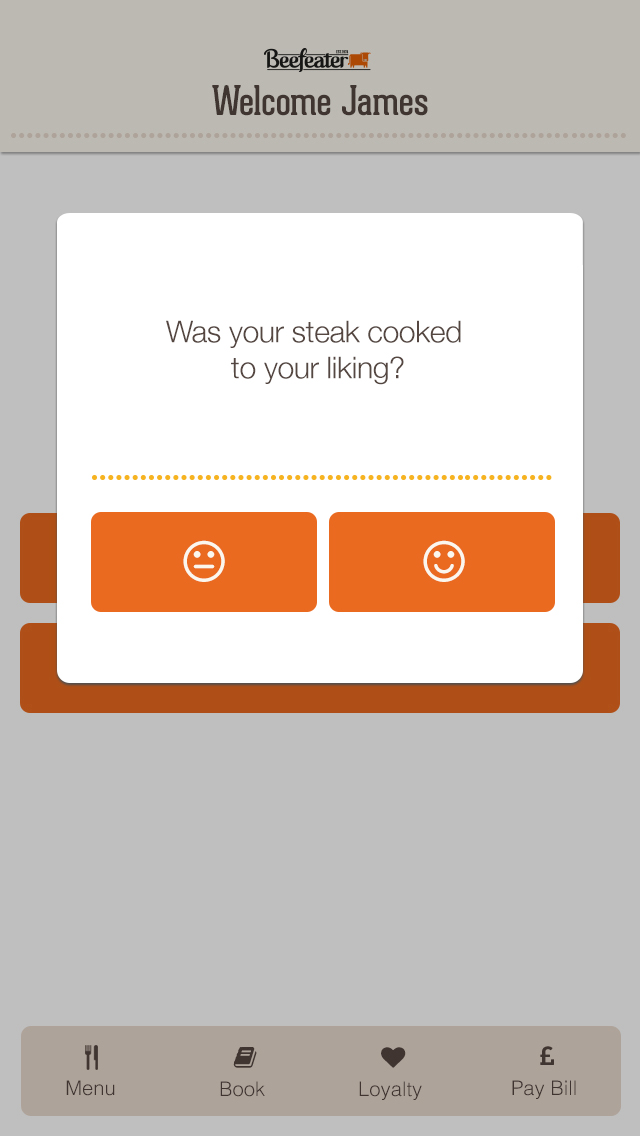 Beefeater
Welcome James
Was your steak cooked
to your liking?
Menu
Book
Loyalty
£
Pay Bill